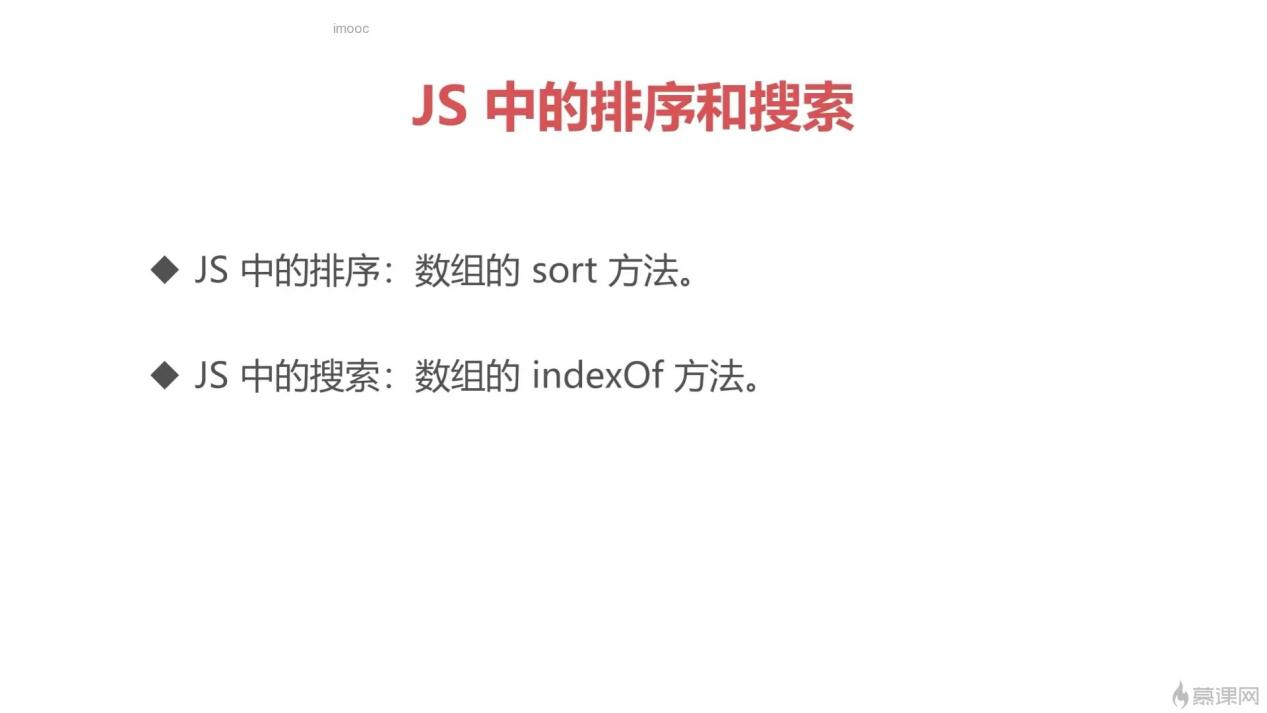 imooc
JS 中的排序和搜索
◆ JS 中的排序：数组的 sort 方法。
◆ JS 中的搜索：数组的 indexOf 方法。
慕课网